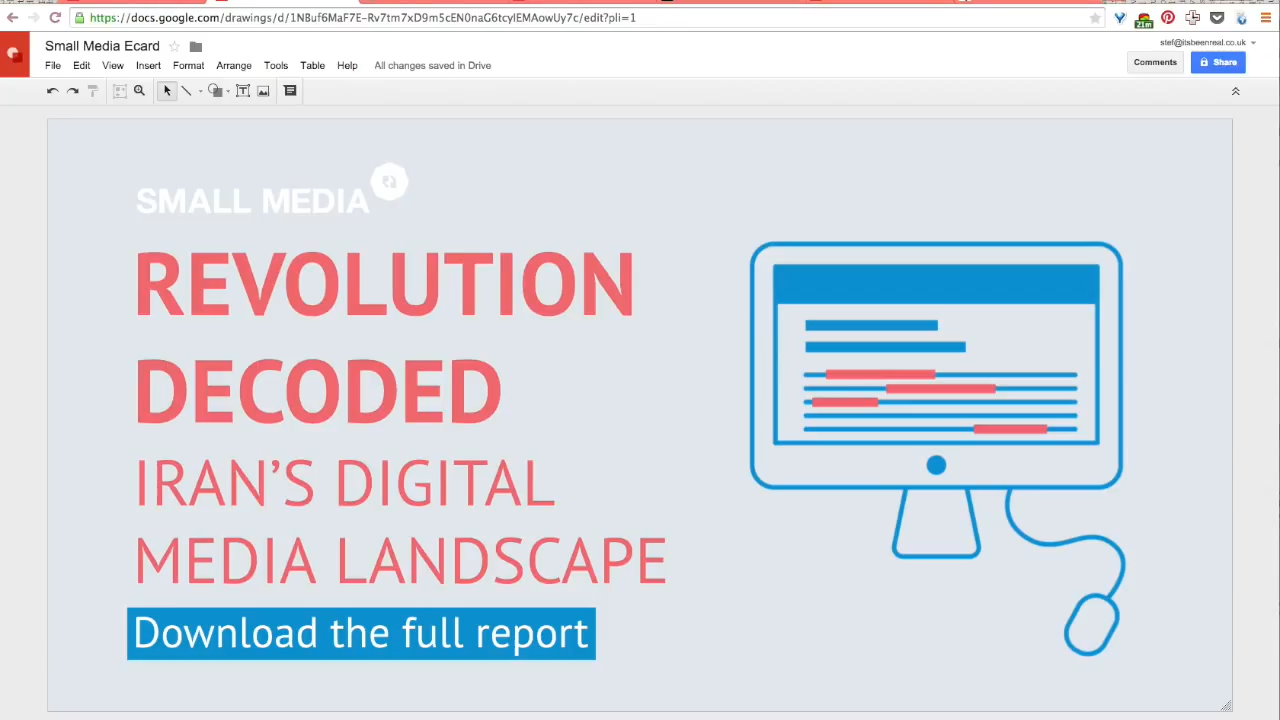 https://docs.google.com/drawings/d/1NBuf6MaF7E-Rv7tm7xD9m5cEN0naG6tcylEMAowUy7c/edit?pli=1
21m
Small Media Ecard
stef@itsbeenreal.co.uk
File Edit View Insert Format Arrange Tools Table Help All changes saved in Drive
Comments Share
SMALL MEDIA
REVOLUTION
DECODED
IRAN’S DIGITAL
MEDIA LANDSCAPE
Download the full report